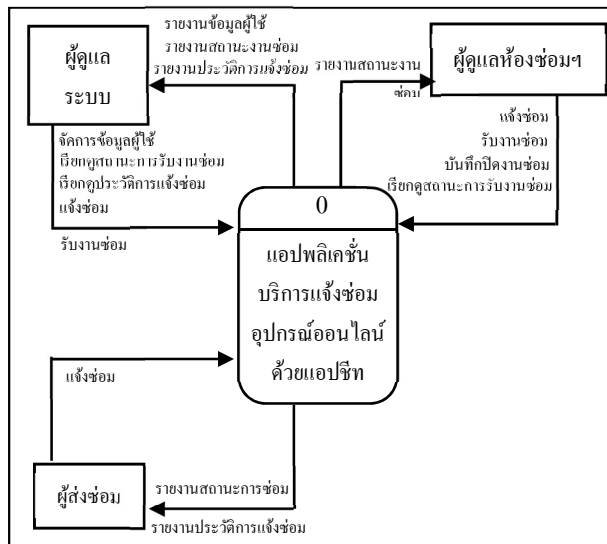 รายงานข้อมูลผู้ใช้
รายงานสถานะงานซ่อม
รายงานประวัติการแจ้งซ่อม
ผู้ดูแล
ระบบ
รายงานสถานะงาน
ซ่อม
ผู้ดูแลห้องซ่อมฯ
จัดการข้อมูลผู้ใช้
เรียกดูสถานะการรับงานซ่อม
เรียกดูประวัติการแจ้งซ่อม
แจ้งซ่อม
รับงานซ่อม
แจ้งซ่อม
รับงานซ่อม
บันทึกปิดงานซ่อม
เรียกดูสถานะการรับงานซ่อม
0
แอปพลิเคชั่น
บริการแจ้งซ่อม
อุปกรณ์ออนไลน์
ด้วยแอปชีท
แจ้งซ่อม
ผู้ส่งซ่อม
รายงานสถานะการซ่อม
รายงานประวัติการแจ้งซ่อม